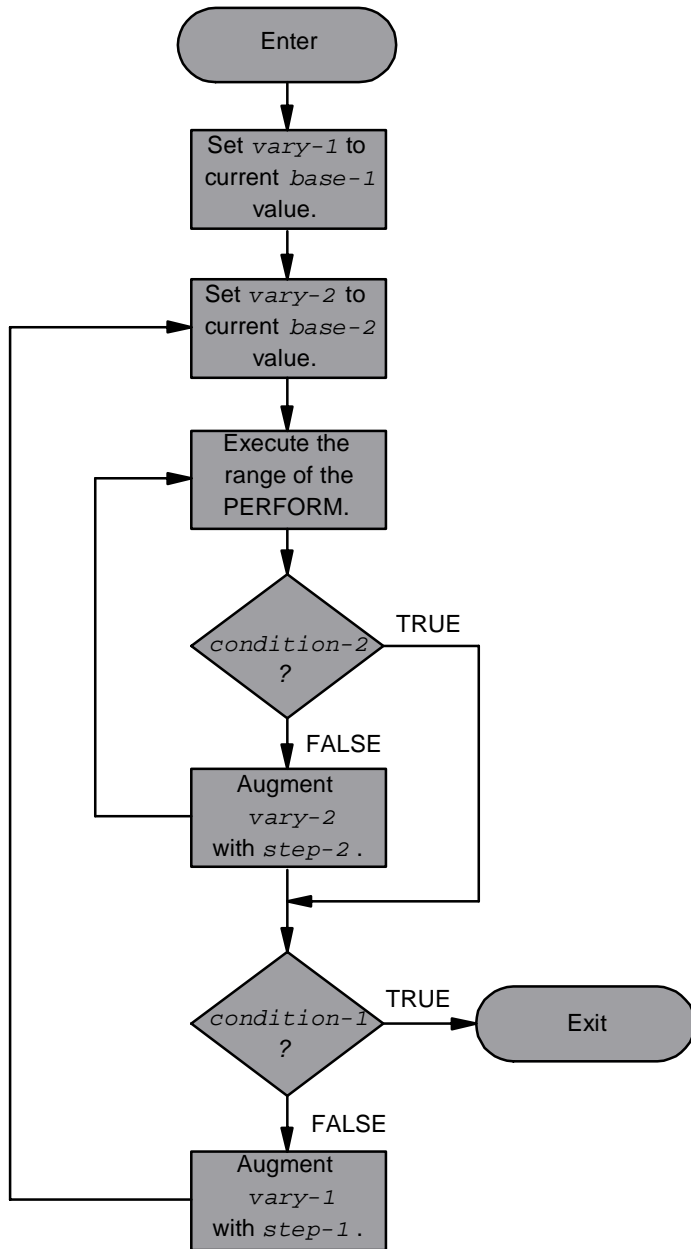 Enter
Set vary-1 to
current base-1
value.
Set vary-2 to
current base-2
value.
Execute the
range of the
PERFORM.
condition-2
?
TRUE
FALSE
Augment
vary-2
with step-2.
condition-1
?
TRUE
Exit
FALSE
Augment
vary-1
with step-1.